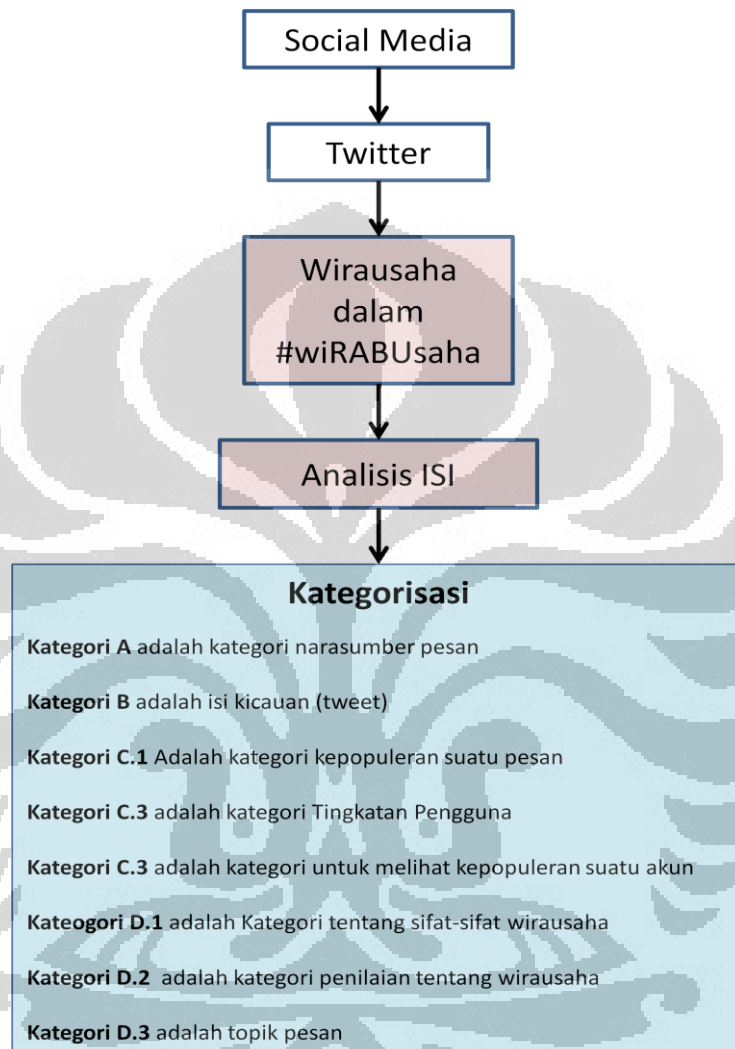 Social Media
Twitter
Wirausaha
dalam
#wiRABUsaha
Analisis ISI
Kategorisasi
Kategori A adalah kategori narasumber pesan
Kategori B adalah isi kicauan (tweet)
Kategori C.1 Adalah kategori kepopuleran suatu pesan
Kategori C.3 adalah kategori Tingkatan Pengguna
Kategori C.3 adalah kategori untuk melihat kepopuleran suatu akun
Kateogori D.1 adalah Kategori tentang sifat-sifat wirausaha
Kategori D.2 adalah kategori penilaian tentang wirausaha
Kategori D.3 adalah topik pesan